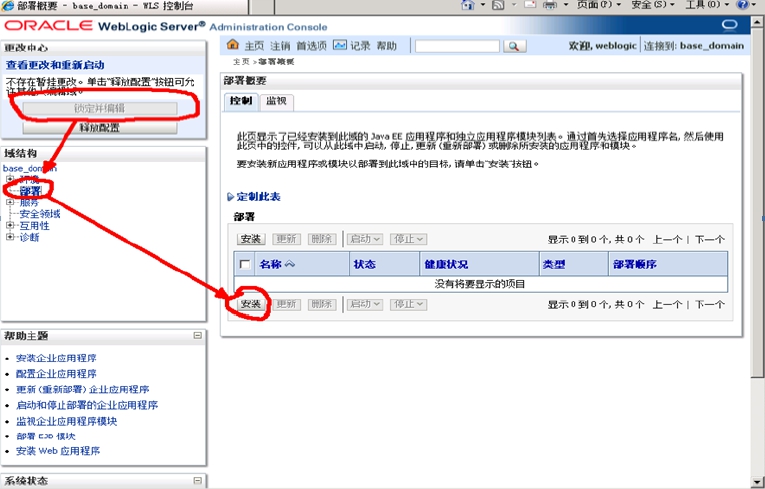 部署概要 - base_domain - WLS 控制台
页面(P)
安全(S)
工具(O)
ORACLE WebLogic Server® Administration Console
更改中心
查看更改和重新启动
不存在暂挂更改。单击“释放配置”按钮可允
许其他人编辑域。
锁定并编辑
释放配置
域结构
base_domain
环境
部署
服务
安全领域
互用性
诊断
帮助主题
安装企业应用程序
配置企业应用程序
更新(重新部署)企业应用程序
启动和停止部署的企业应用程序
监视企业应用程序模块
部署 EJB 模块
安装 Web 应用程序
系统状态
主页 注销 首选项 记录 帮助
欢迎, weblogic 连接到: base_domain
主页 >部署概要
部署概要
控制 监视
此页显示了已经安装到此域的 Java EE 应用程序和独立应用程序模块列表。通过首先选择应用程序名, 然后使用
此页中的控件, 可以从此域中启动, 停止, 更新(重新部署)或删除所安装的应用程序和模块。
要安装新应用程序或模块以部署到此域中的目标, 请单击“安装”按钮。
定制此表
部署
安装 更新 删除 启动 停止 显示 0 到 0 个, 共 0 个 上一个 | 下一个
名称 状态 健康状况 类型 部署顺序
没有将要显示的项目
安装 更新 删除 启动 停止 显示 0 到 0 个, 共 0 个 上一个 | 下一个